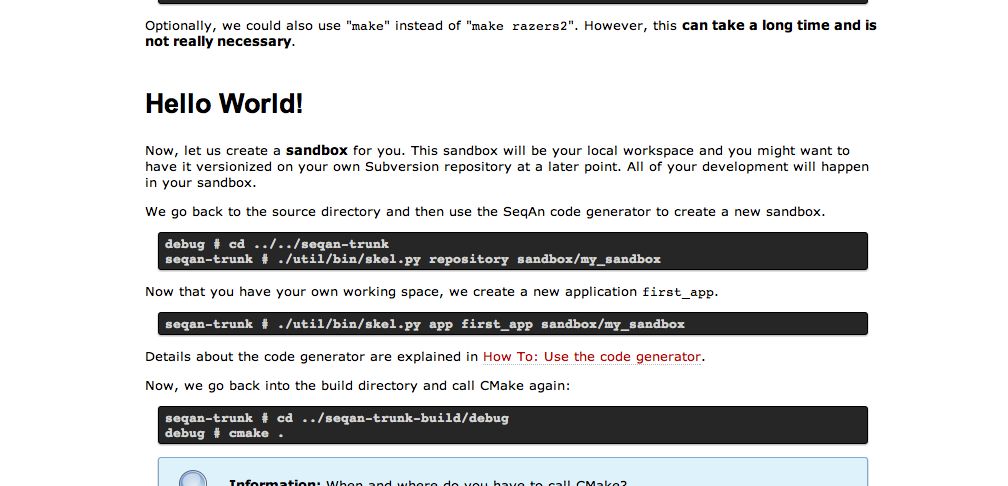 Optionally, we could also use "make" instead of "make razers2". However, this can take a long time and is
not really necessary.
Hello World!
Now, let us create a sandbox for you. This sandbox will be your local workspace and you might want to
have it versionized on your own Subversion repository at a later point. All of your development will happen
in your sandbox.
We go back to the source directory and then use the SeqAn code generator to create a new sandbox.
debug # cd ../../seqan-trunk
seqan-trunk # ./util/bin/skel.py repository sandbox/my_sandbox
Now that you have your own working space, we create a new application first_app.
seqan-trunk # ./util/bin/skel.py app first_app sandbox/my_sandbox
Details about the code generator are explained in How To: Use the code generator.
Now, we go back into the build directory and call CMake again:
seqan-trunk # cd ../seqan-trunk-build/debug
debug # cmake .
Information: When and where do you have to call CMake?